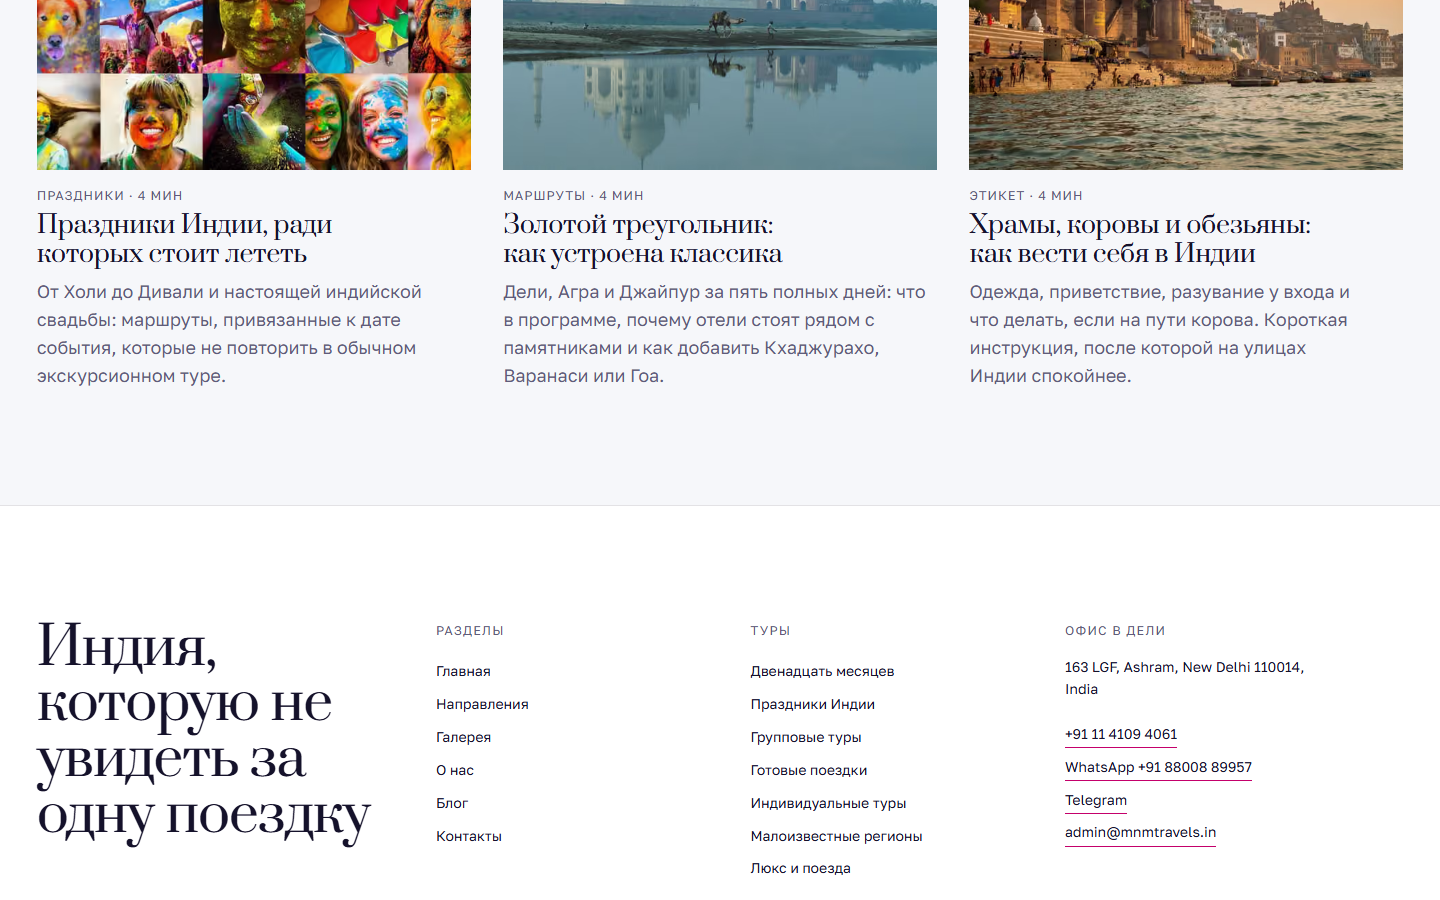 ПРАЗДНИКИ · 4 МИН
Праздники Индии, ради
которых стоит лететь
От Холи до Дивали и настоящей индийской
свадьбы: маршруты, привязанные к дате
события, которые не повторить в обычном
экскурсионном туре.
МАРШРУТЫ · 4 МИН
Золотой треугольник:
как устроена классика
Дели, Агра и Джайпур за пять полных дней: что
в программе, почему отели стоят рядом с
памятниками и как добавить Кхаджурахо,
Варанаси или Гоа.
ЭТИКЕТ · 4 МИН
Храмы, коровы и обезьяны:
как вести себя в Индии
Одежда, приветствие, разувание у входа и
что делать, если на пути корова. Короткая
инструкция, после которой на улицах
Индии спокойнее.
Индия,
которую не
увидеть за
одну поездку
РАЗДЕЛЫ
Главная
Направления
Галерея
О нас
Блог
Контакты
ТУРЫ
Двенадцать месяцев
Праздники Индии
Групповые туры
Готовые поездки
Индивидуальные туры
Малоизвестные регионы
Люкс и поезда
ОФИС В ДЕЛИ
163 LGF, Ashram, New Delhi 110014,
India
+91 11 4109 4061
WhatsApp +91 88008 89957
Telegram
admin@mnmtravels.in